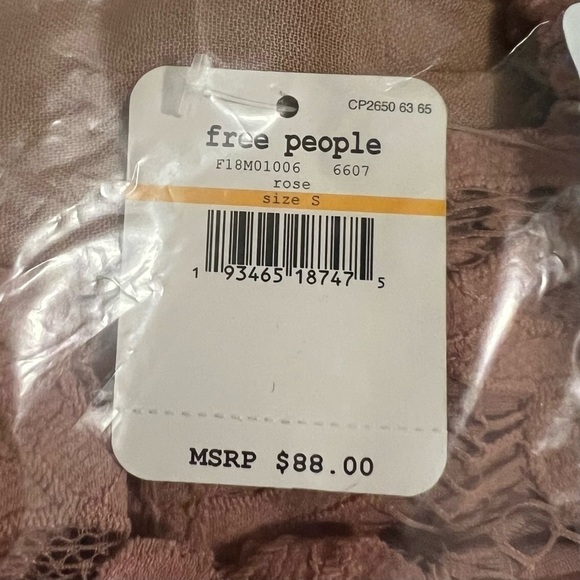 CP2650 63 65
free people
F18M01006 6607
rose
size S
1 93465 18747 5
MSRP $88.00